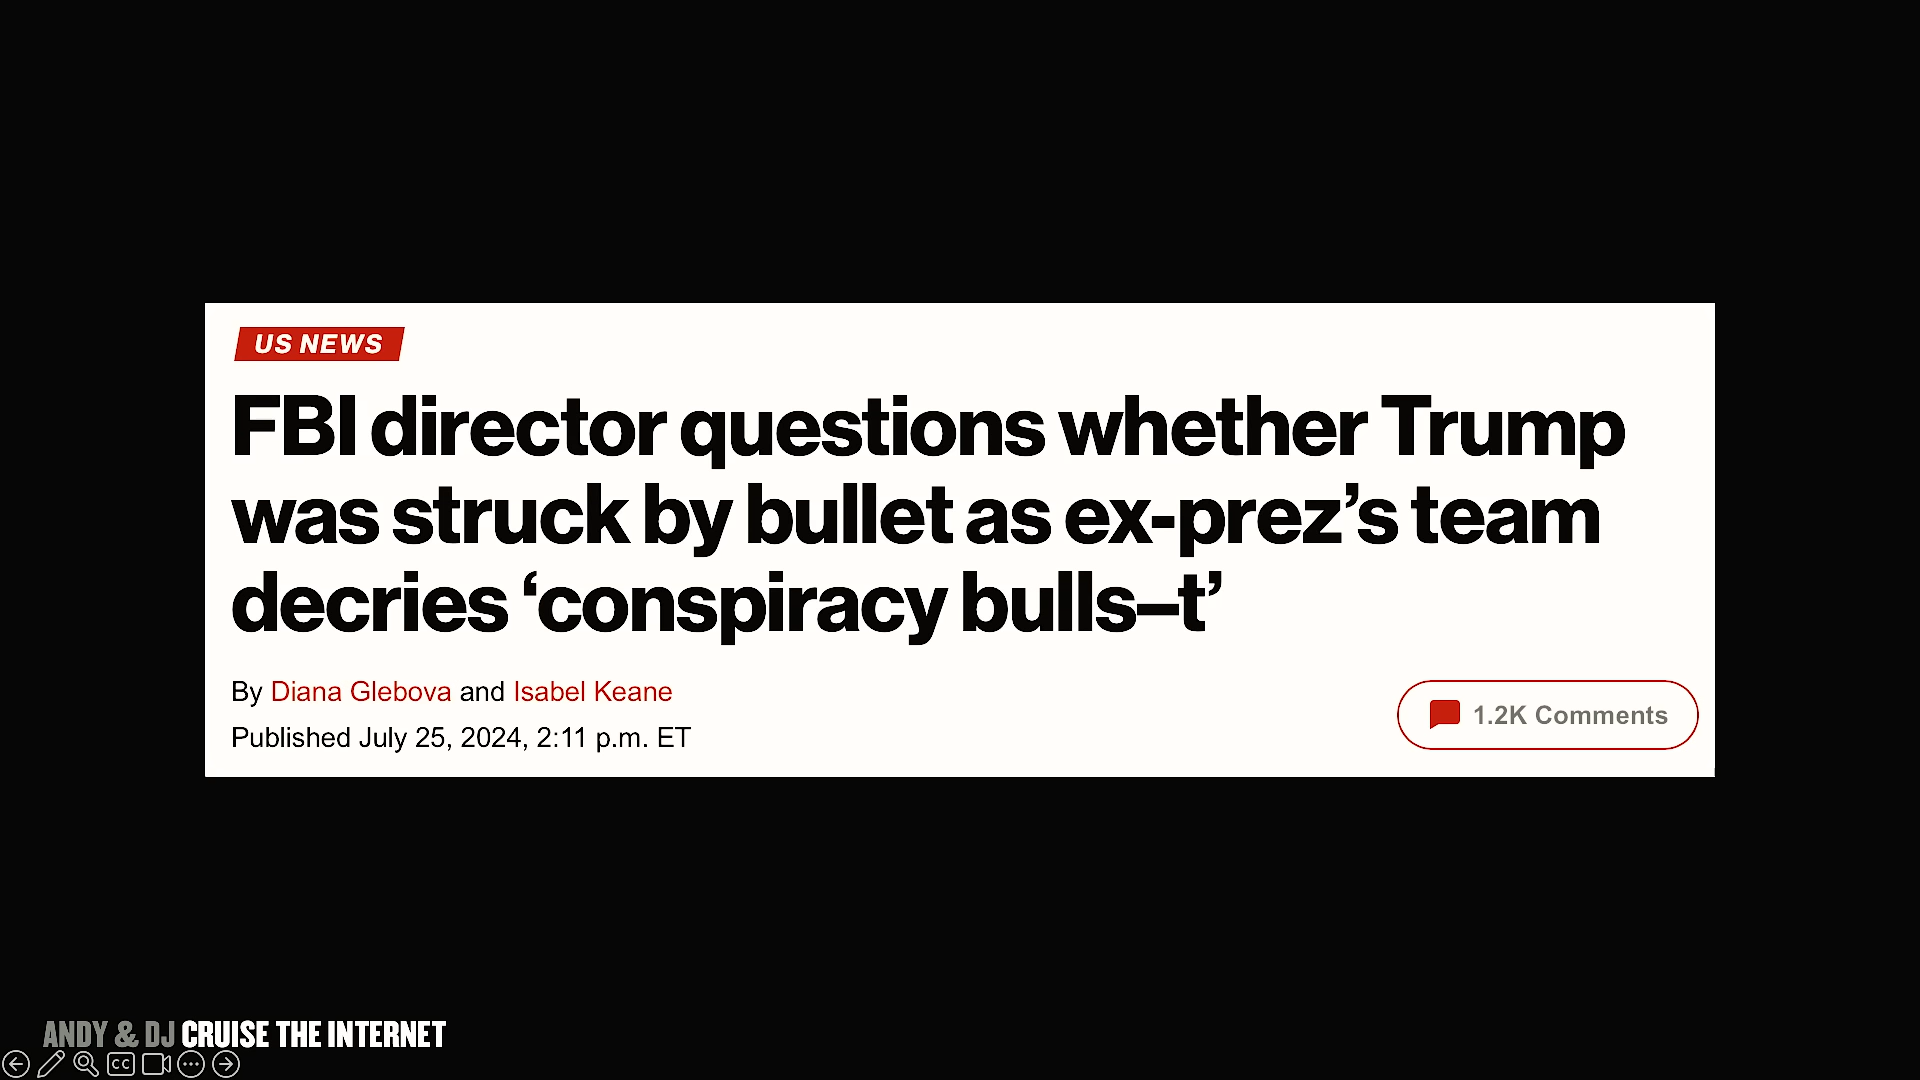 US NEWS
FBI director questions whether Trump
was struck by bullet as ex-prez’s team
decries ‘conspiracy bulls—t’
By Diana Glebova and Isabel Keane
Published July 25, 2024, 2:11 p.m. ET
1.2K Comments
ANDY & DJ CRUISE THE INTERNET
CC